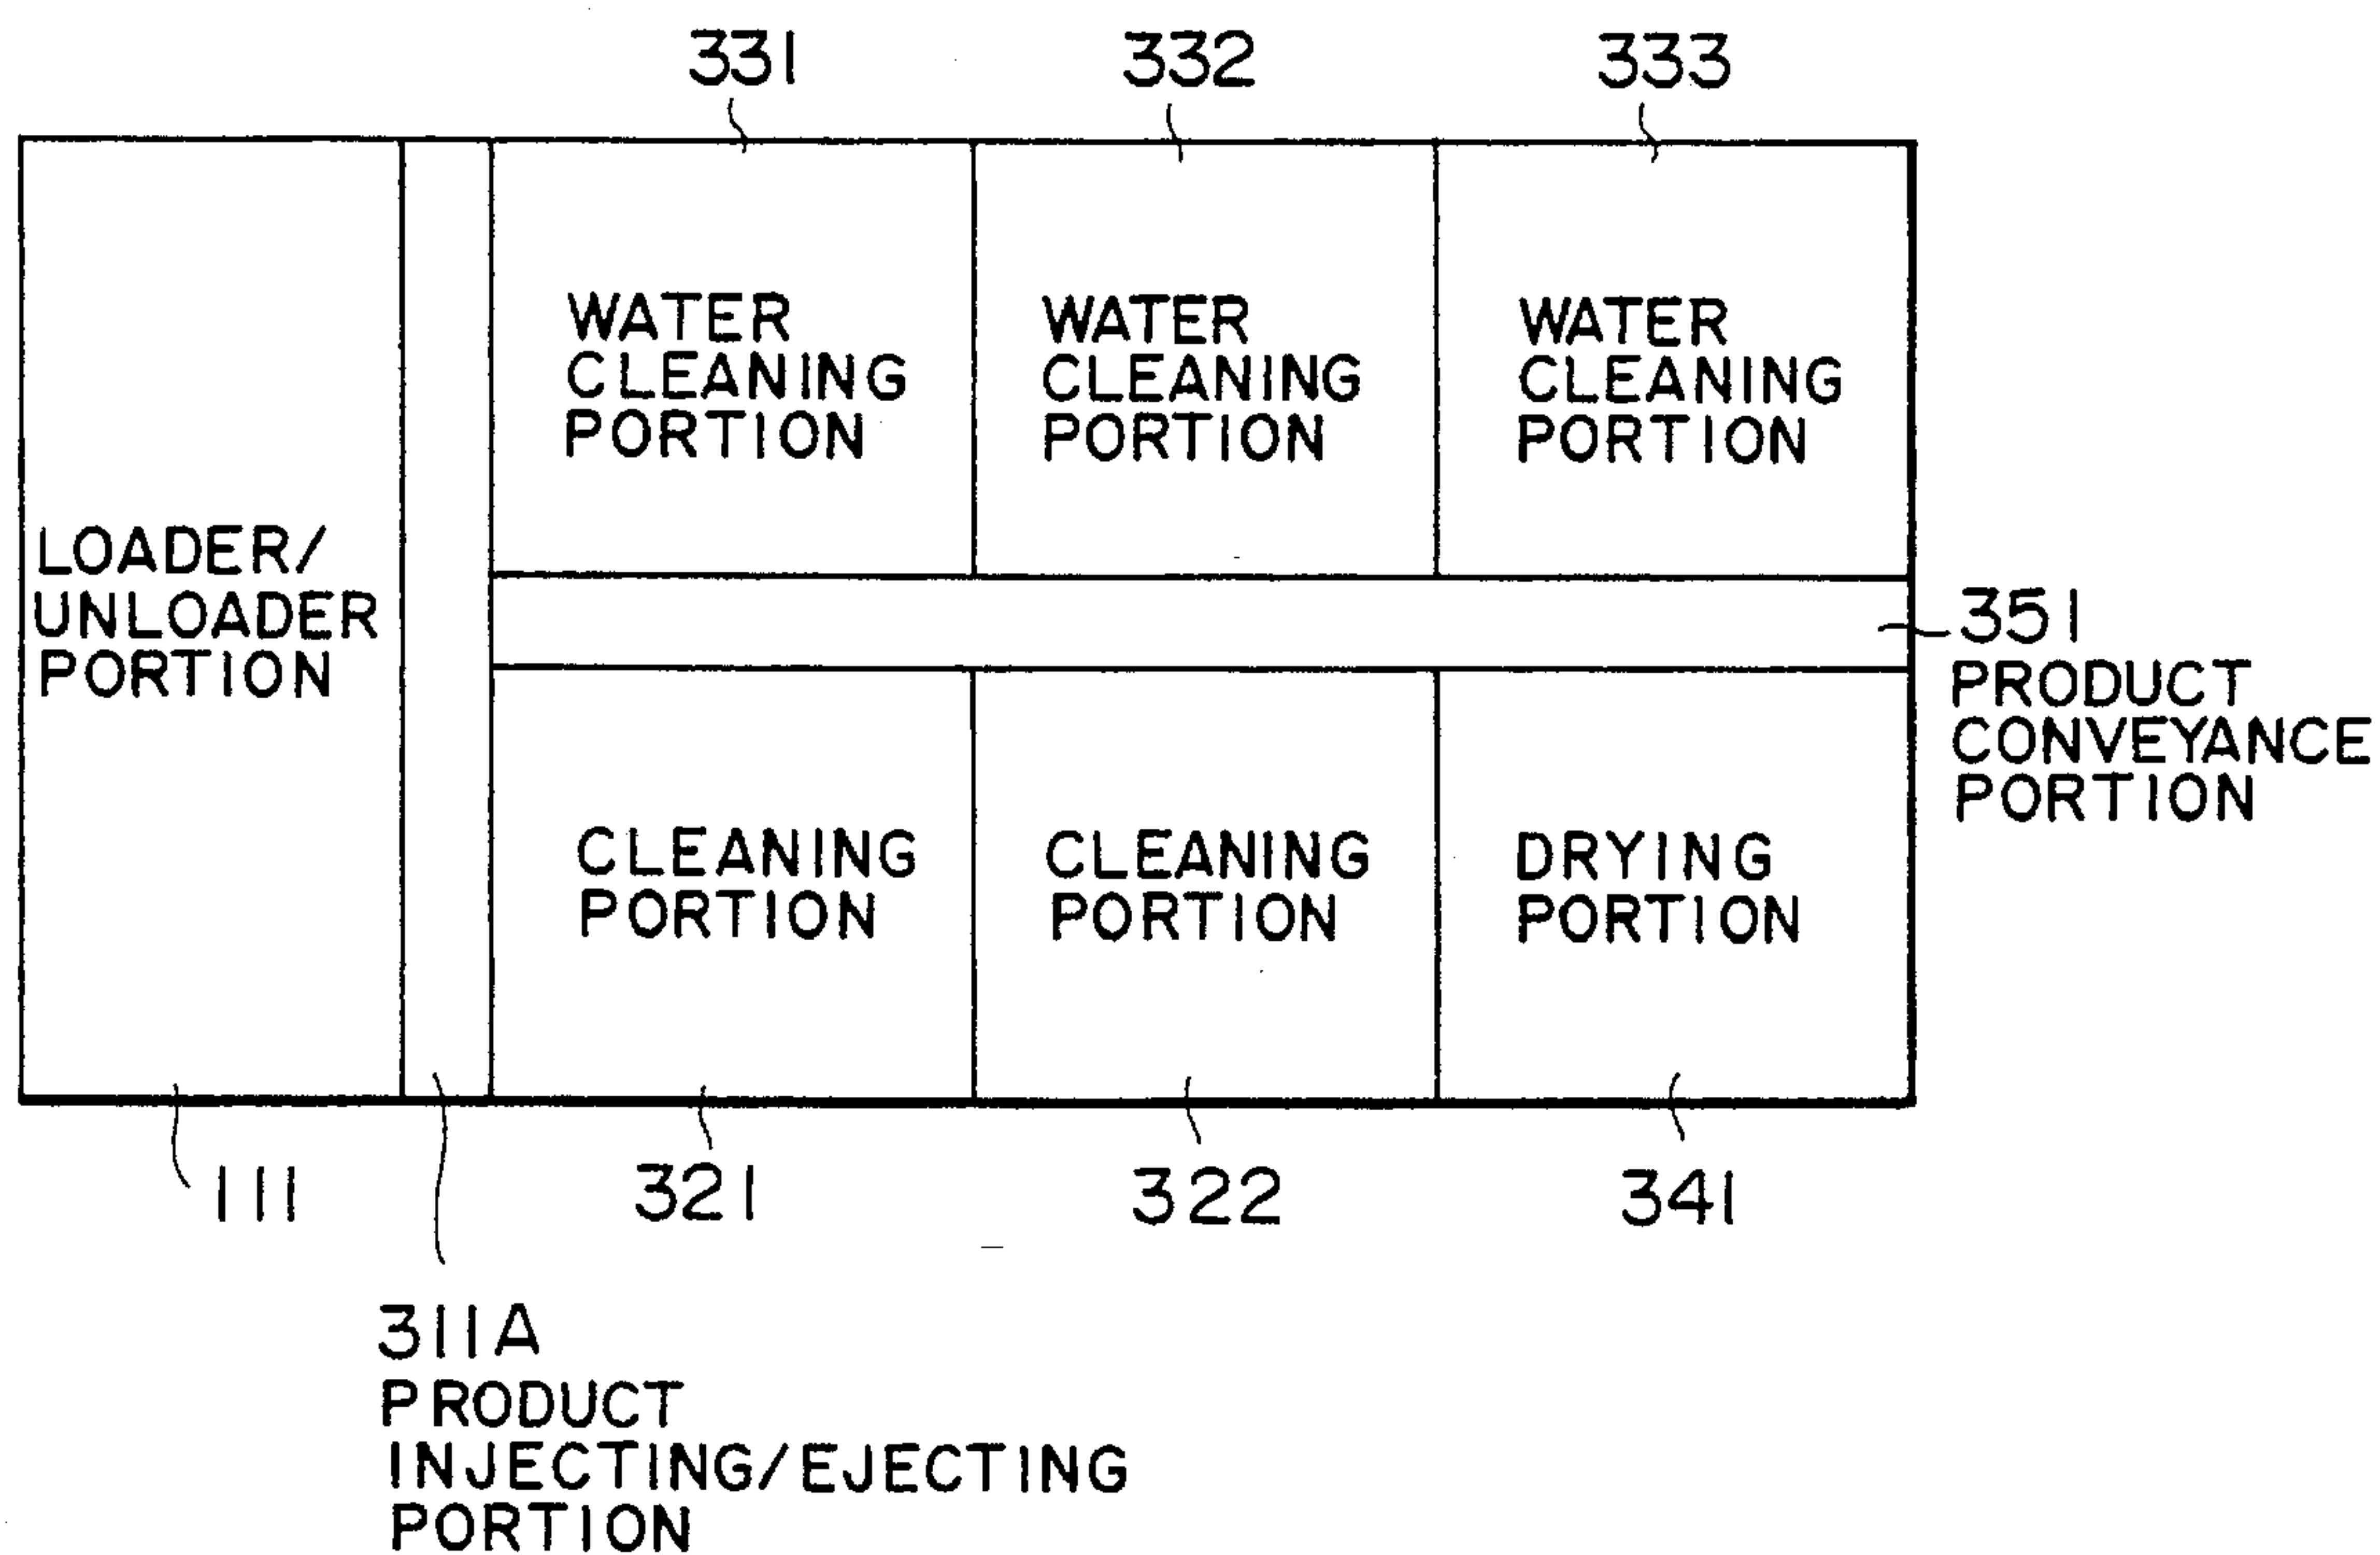 331
332
333
WATER
CLEANING
PORTION
WATER
CLEANING
PORTION
WATER
CLEANING
PORTION
LOADER/
UNLOADER
PORTION
351
PRODUCT
CONVEYANCE
PORTION
CLEANING
PORTION
CLEANING
PORTION
DRYING
PORTION
111
321
322
341
311A
PRODUCT
INJECTING/EJECTING
PORTION